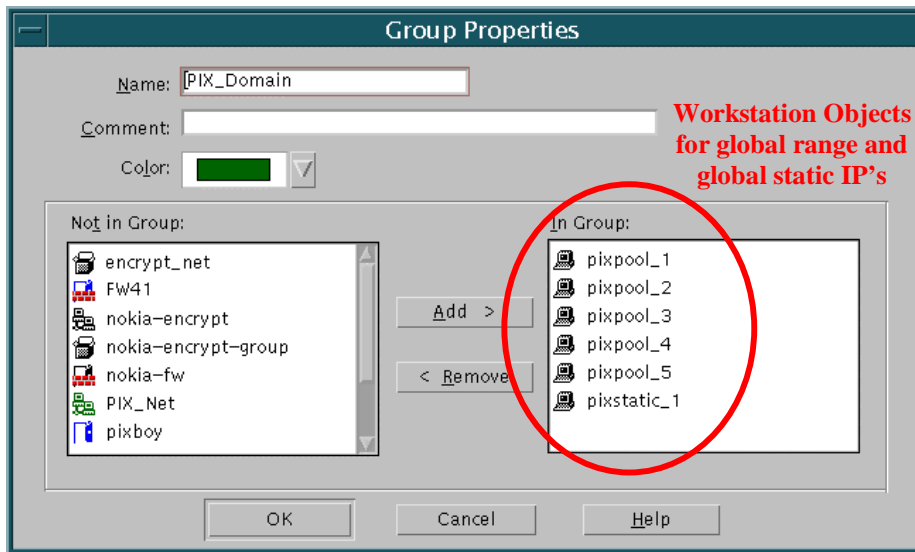 Group Properties
Name: PIX_Domain
Comment:
Color:
Workstation Objects
for global range and
global static IP's
Not in Group:
encrypt_net
FW41
nokia-encrypt
nokia-encrypt-group
nokia-fw
PIX_Net
pixboy
Add >
< Remove
In Group:
pixpool_1
pixpool_2
pixpool_3
pixpool_4
pixpool_5
pixstatic_1
OK
Cancel
Help